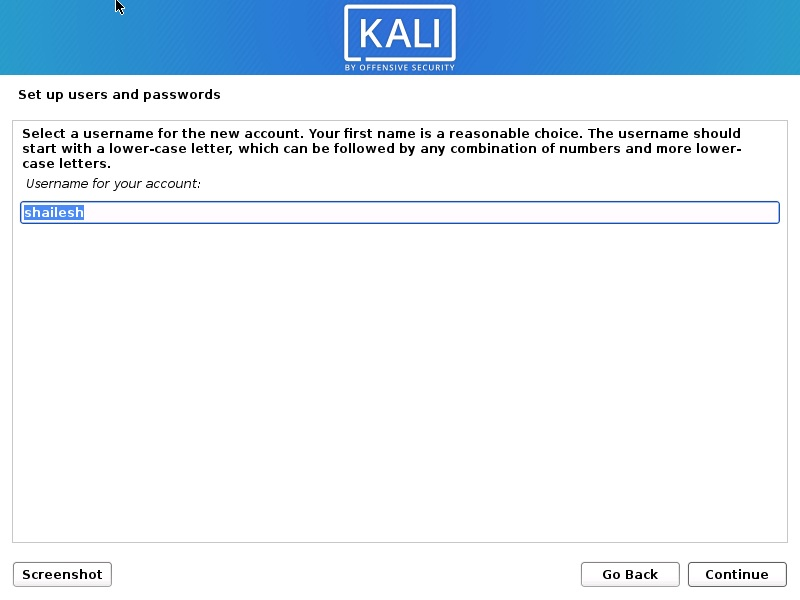 KALI
BY OFFENSIVE SECURITY
Set up users and passwords
Select a username for the new account. Your first name is a reasonable choice. The username should
start with a lower-case letter, which can be followed by any combination of numbers and more lower-
case letters.
Username for your account:
shailesh
Screenshot
Go Back
Continue